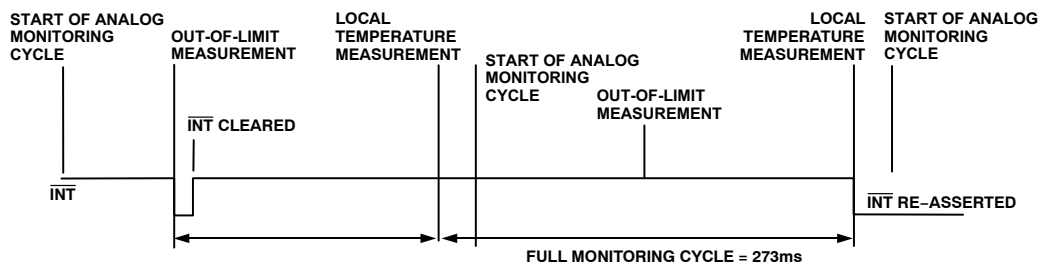 START OF ANALOG
MONITORING
CYCLE
OUT-OF-LIMIT
MEASUREMENT
LOCAL
TEMPERATURE
MEASUREMENT
START OF ANALOG
MONITORING
CYCLE
OUT-OF-LIMIT
MEASUREMENT
LOCAL
TEMPERATURE
MEASUREMENT
START OF ANALOG
MONITORING
CYCLE
INT CLEARED
INT
INT RE–ASSERTED
FULL MONITORING CYCLE = 273ms